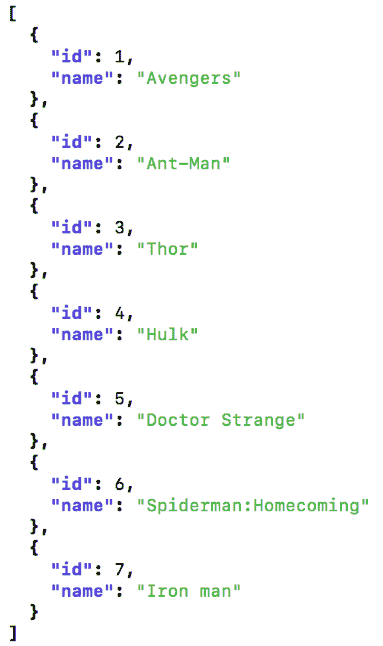 [
  {
    "id": 1,
    "name": "Avengers"
  },
  {
    "id": 2,
    "name": "Ant-Man"
  },
  {
    "id": 3,
    "name": "Thor"
  },
  {
    "id": 4,
    "name": "Hulk"
  },
  {
    "id": 5,
    "name": "Doctor Strange"
  },
  {
    "id": 6,
    "name": "Spiderman:Homecoming"
  },
  {
    "id": 7,
    "name": "Iron man"
  }
]